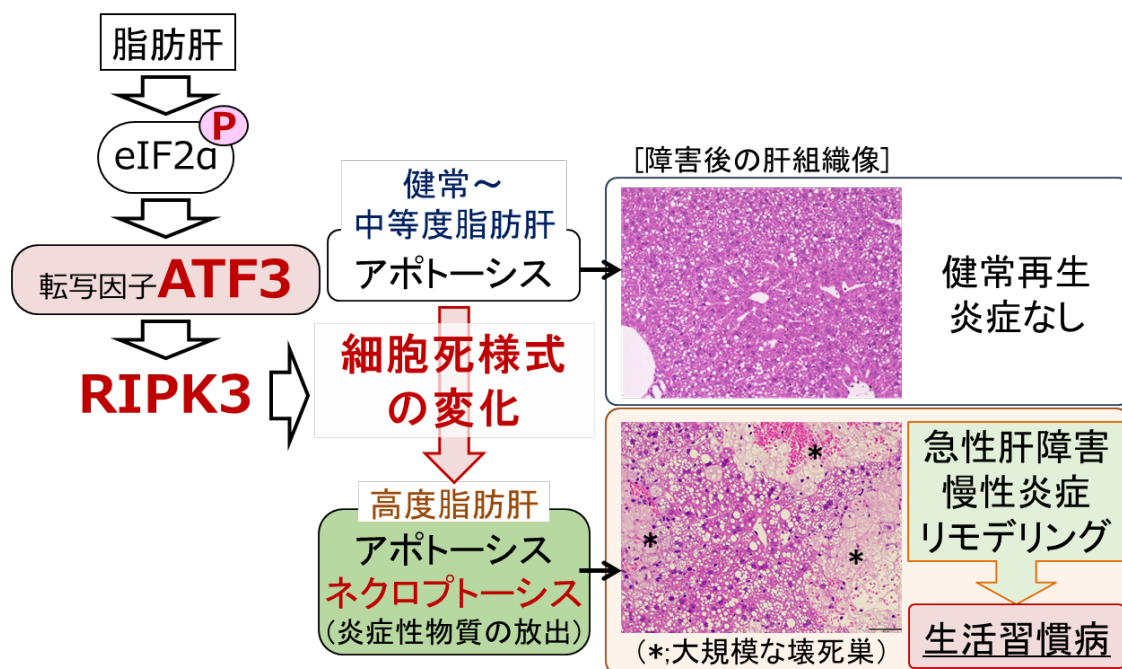 脂肪肝
P
eIF2α
転写因子ATF3
RIPK3
健常～
中等度脂肪肝
アポトーシス
細胞死様式
の変化
高度脂肪肝
アポトーシス
ネクロプトーシス
(炎症性物質の放出)
[障害後の肝組織像]
健常再生
炎症なし
*
*
*
(*;大規模な壊死巣)
急性肝障害
慢性炎症
リモデリング
生活習慣病